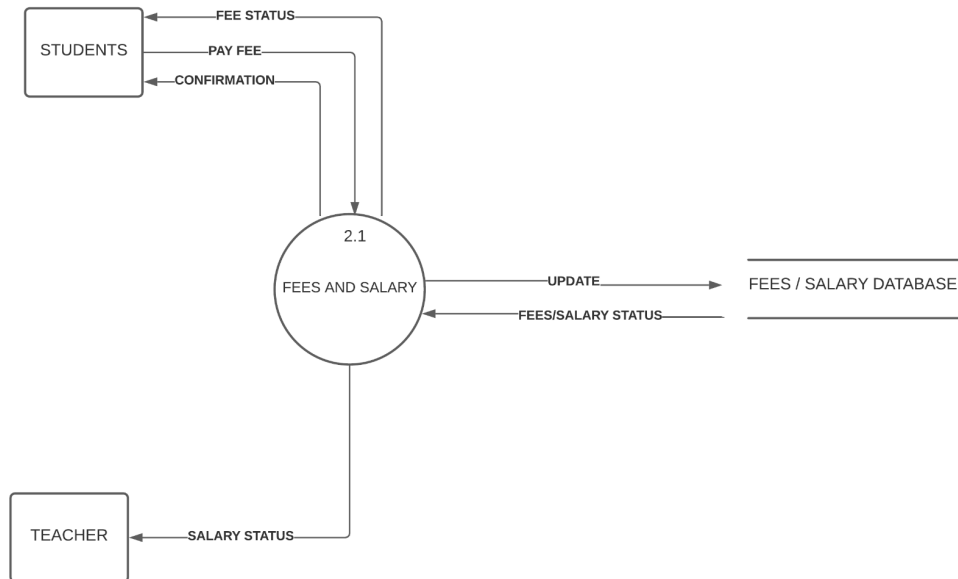 FEE STATUS
STUDENTS
PAY FEE
CONFIRMATION
2.1
FEES AND SALARY
UPDATE
FEES / SALARY DATABASE
FEES/SALARY STATUS
TEACHER
SALARY STATUS